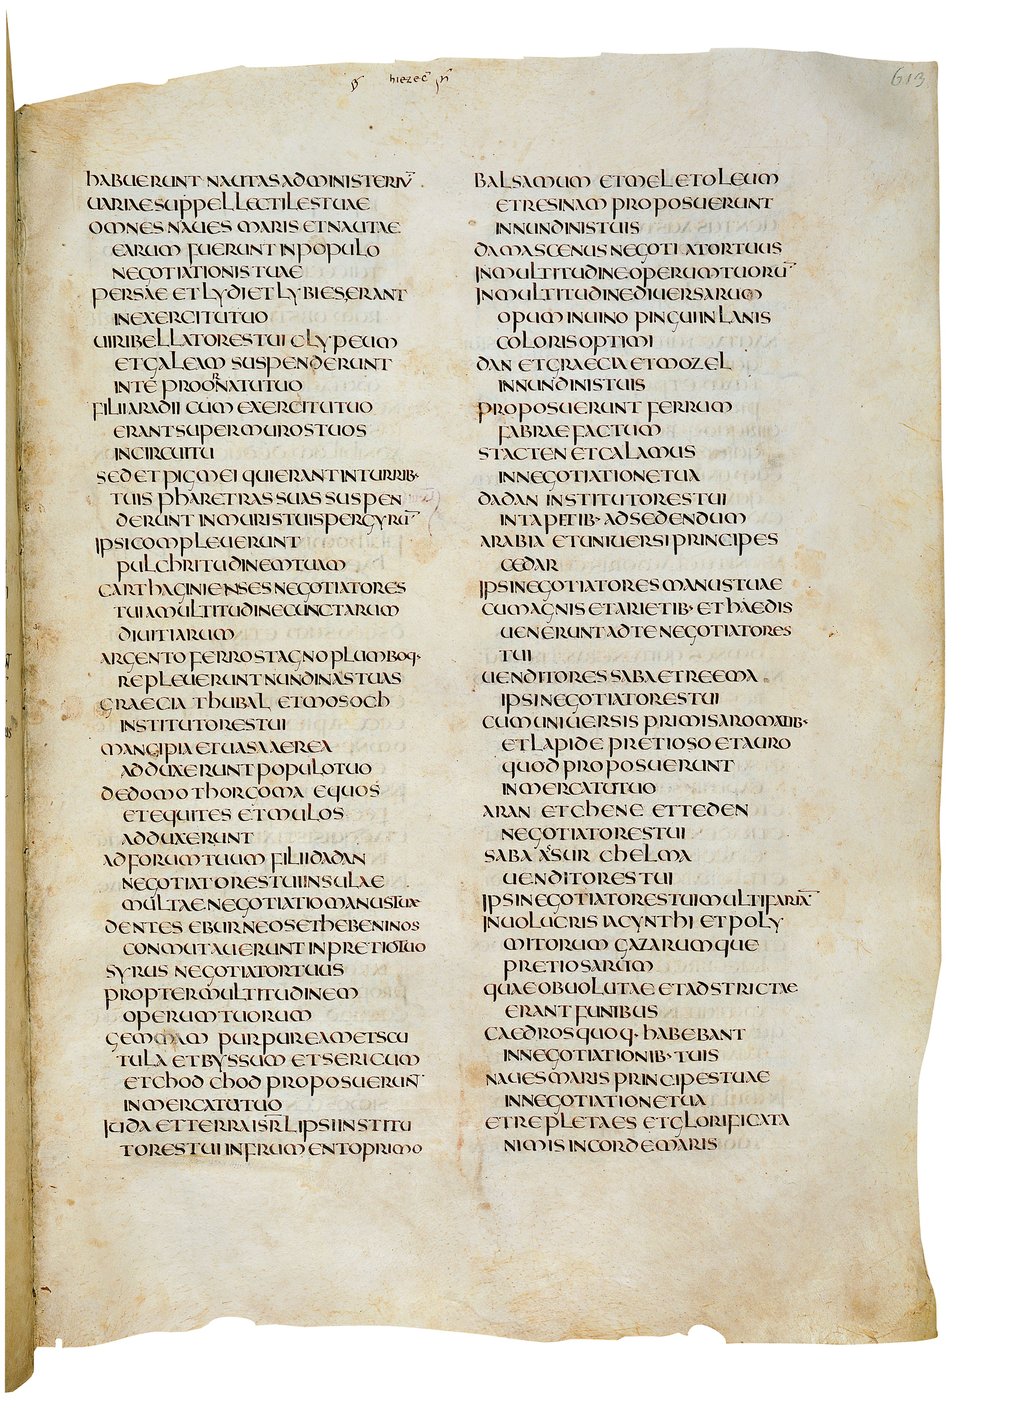 hiezec
613
HABUERUNT NAUTAS AD MINISTERIU̅
UARIAE SUPPELLECTILES TUAE
OMNES NAUES MARIS ET NAUTAE
EARUM FUERUNT IN POPULO
NEGOTIATIONIS TUAE
PERSAE ET LYDI ET LYBIES ERANT
IN EXERCITU TUO
UIRI BELLATORES TUI CLYPEUM
ET GALEAM SUSPENDERUNT
IN TE PRO ORNATU TUO
FILII ARADII CUM EXERCITU TUO
ERANT SUPER MUROS TUOS
IN CIRCUITU
SED ET PIGMEI QUI ERANT IN TURRIB·
TUIS PHARETRAS SUAS SUSPEN
DERUNT IN MURIS TUIS PER GYRU̅
IPSI COMPLEUERUNT
PULCHRITUDINEM TUAM
CARTHAGINIENSES NEGOTIATORES
TUI A MULTITUDINE CUNCTARUM
DIUITIARUM
ARGENTO FERRO STAGNO PLUMBOQ·
REPLEUERUNT NUNDINAS TUAS
GRAECIA THUBAL ET MOSOCH
INSTITUTORES TUI
MANCIPIA ET UASA AEREA
ADDUXERUNT POPULO TUO
DE DOMO THORGOMA EQUOS
ET EQUITES ET MULOS
ADDUXERUNT
AD FORUM TUUM FILII DADAN
NEGOTIATORES TUI INSULAE
MULTAE NEGOTIATIO MANUS TUAE
DENTES EBURNEOS ET HEBENINOS
CONMUTAUERUNT IN PRETIO TUO
SYRUS NEGOTIATOR TUUS
PROPTER MULTITUDINEM
OPERUM TUORUM
GEMMAM PURPURAM ET SCU
TULA ET BYSSUM ET SERICUM
ET CHODCHOD PROPOSUERUN̅
IN MERCATU TUO
IUDA ET TERRA ISRL IPSI INSTITU
TORES TUI IN FRUMENTO PRIMO
BALSAMUM ET MEL ET OLEUM
ET RESINAM PROPOSUERUNT
IN NUNDINIS TUIS
DAMASCENUS NEGOTIATOR TUUS
IN MULTITUDINE OPERUM TUORU̅
IN MULTITUDINE DIUERSARUM
OPUM IN UINO PINGUI IN LANIS
COLORIS OPTIMI
DAN ET GRAECIA ET MOZEL
IN NUNDINIS TUIS
PROPOSUERUNT FERRUM
FABRAEFACTUM
STACTEN ET CALAMUS
IN NEGOTIATIONE TUA
DADAN INSTITUTORES TUI
IN TAPETIB· AD SEDENDUM
ARABIA ET UNIUERSI PRINCIPES
CEDAR
IPSI NEGOTIATORES MANUS TUAE
CUM AGNIS ET ARIETIB· ET HAEDIS
UENERUNT AD TE NEGOTIATORES
TUI
UENDITORES SABA ET REEMA
IPSI NEGOTIATORES TUI
CUM UNIUERSIS PRIMIS AROMATIB·
ET LAPIDE PRETIOSO ET AURO
QUOD PROPOSUERUNT
IN MERCATU TUO
ARAN ET CHENE ET TEDEN
NEGOTIATORES TUI
SABA ASSUR CHELMA
UENDITORES TUI
IPSI NEGOTIATORES TUI MULTIFARIA̅
INUOLUCRIS IACYNTHI ET POLY
MITORUM GAZARUMQUE
PRETIOSARUM
QUAE OBUOLUTAE ET ADSTRICTAE
ERANT FUNIBUS
CAEDROS QUOQ· HABEBANT
IN NEGOTIATIONIB· TUIS
NAUES MARIS PRINCIPES TUAE
IN NEGOTIATIONE TUA
ET REPLETA ES ET GLORIFICATA
NIMIS IN CORDE MARIS